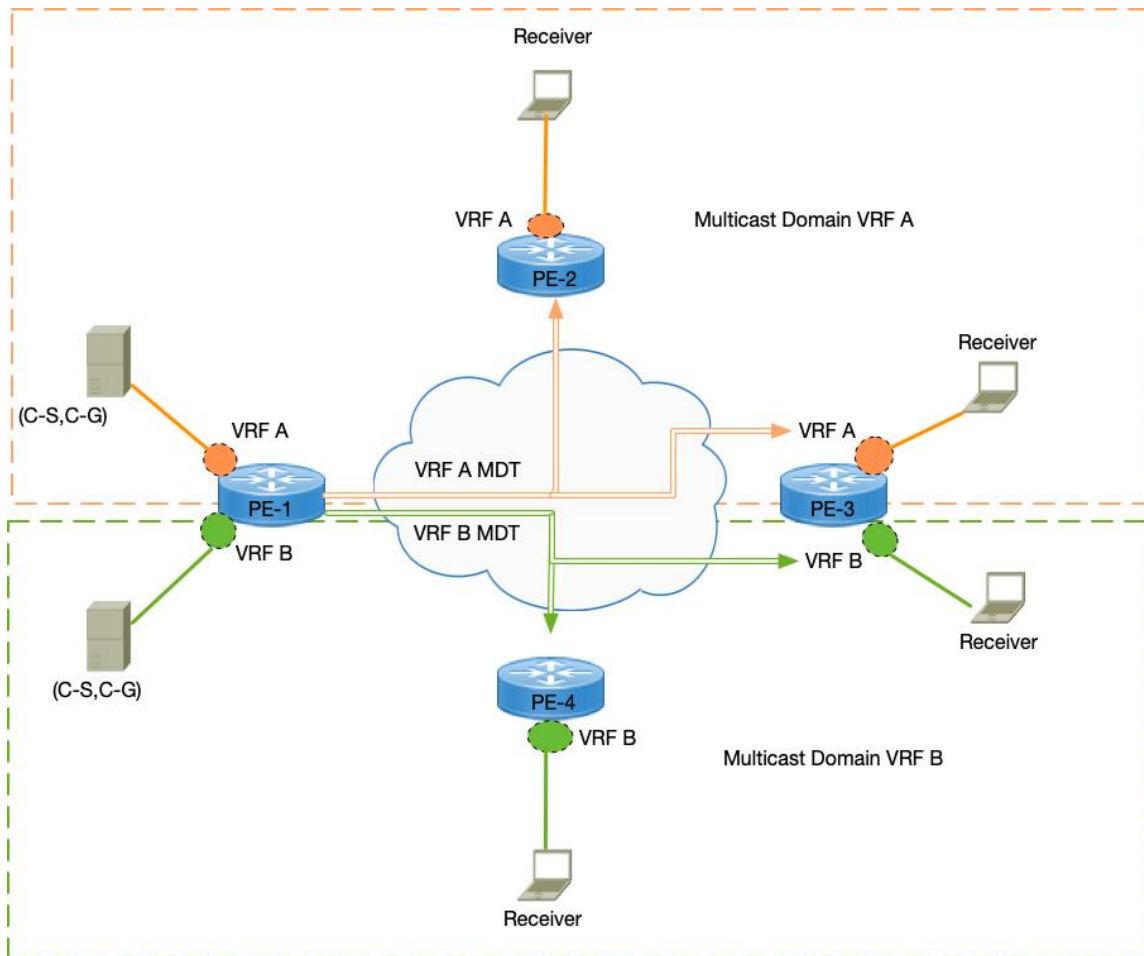 Receiver
VRF A
Multicast Domain VRF A
PE-2
Receiver
(C-S,C-G)
VRF A
VRF A
VRF A MDT
PE-1
PE-3
VRF B MDT
VRF B
VRF B
Receiver
(C-S,C-G)
PE-4
VRF B
Multicast Domain VRF B
Receiver